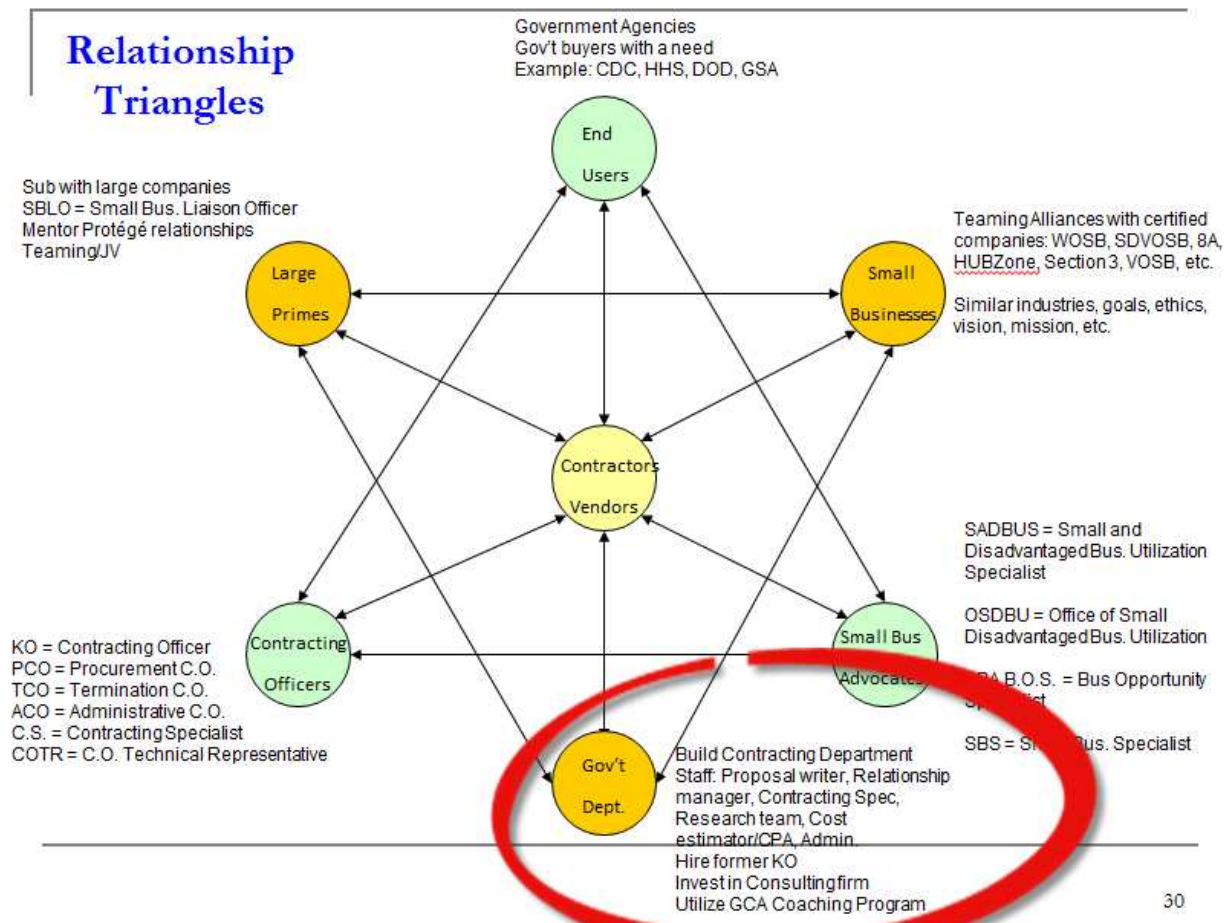 Relationship
Triangles
Government Agencies
Gov't buyers with a need
Example: CDC, HHS, DOD, GSA
End
Users
Sub with large companies
SBLO = Small Bus. Liaison Officer
Mentor Protégé relationships
Teaming/JV
Large
Primes
Small
Businesses
Teaming Alliances with certified
companies: WOSB, SDVOSB, 8A,
HUBZone, Section 3, VOSB, etc.
Similar industries, goals, ethics,
vision, mission, etc.
Contractors
Vendors
KO = Contracting Officer
PCO = Procurement C.O.
TCO = Termination C.O.
ACO = Administrative C.O.
C.S. = Contracting Specialist
COTR = C.O. Technical Representative
Contracting
Officers
Small Bus
Advocates
SADBUS = Small and
Disadvantaged Bus. Utilization
Specialist
OSDBU = Office of Small
Disadvantaged Bus. Utilization
B.O.S. = Bus Opportunity
SBS = Bus. Specialist
Gov't
Dept.
Build Contracting Department
Staff: Proposal writer, Relationship
manager, Contracting Spec,
Research team, Cost
estimator/CPA, Admin.
Hire former KO
Invest in Consulting firm
Utilize GCA Coaching Program
30